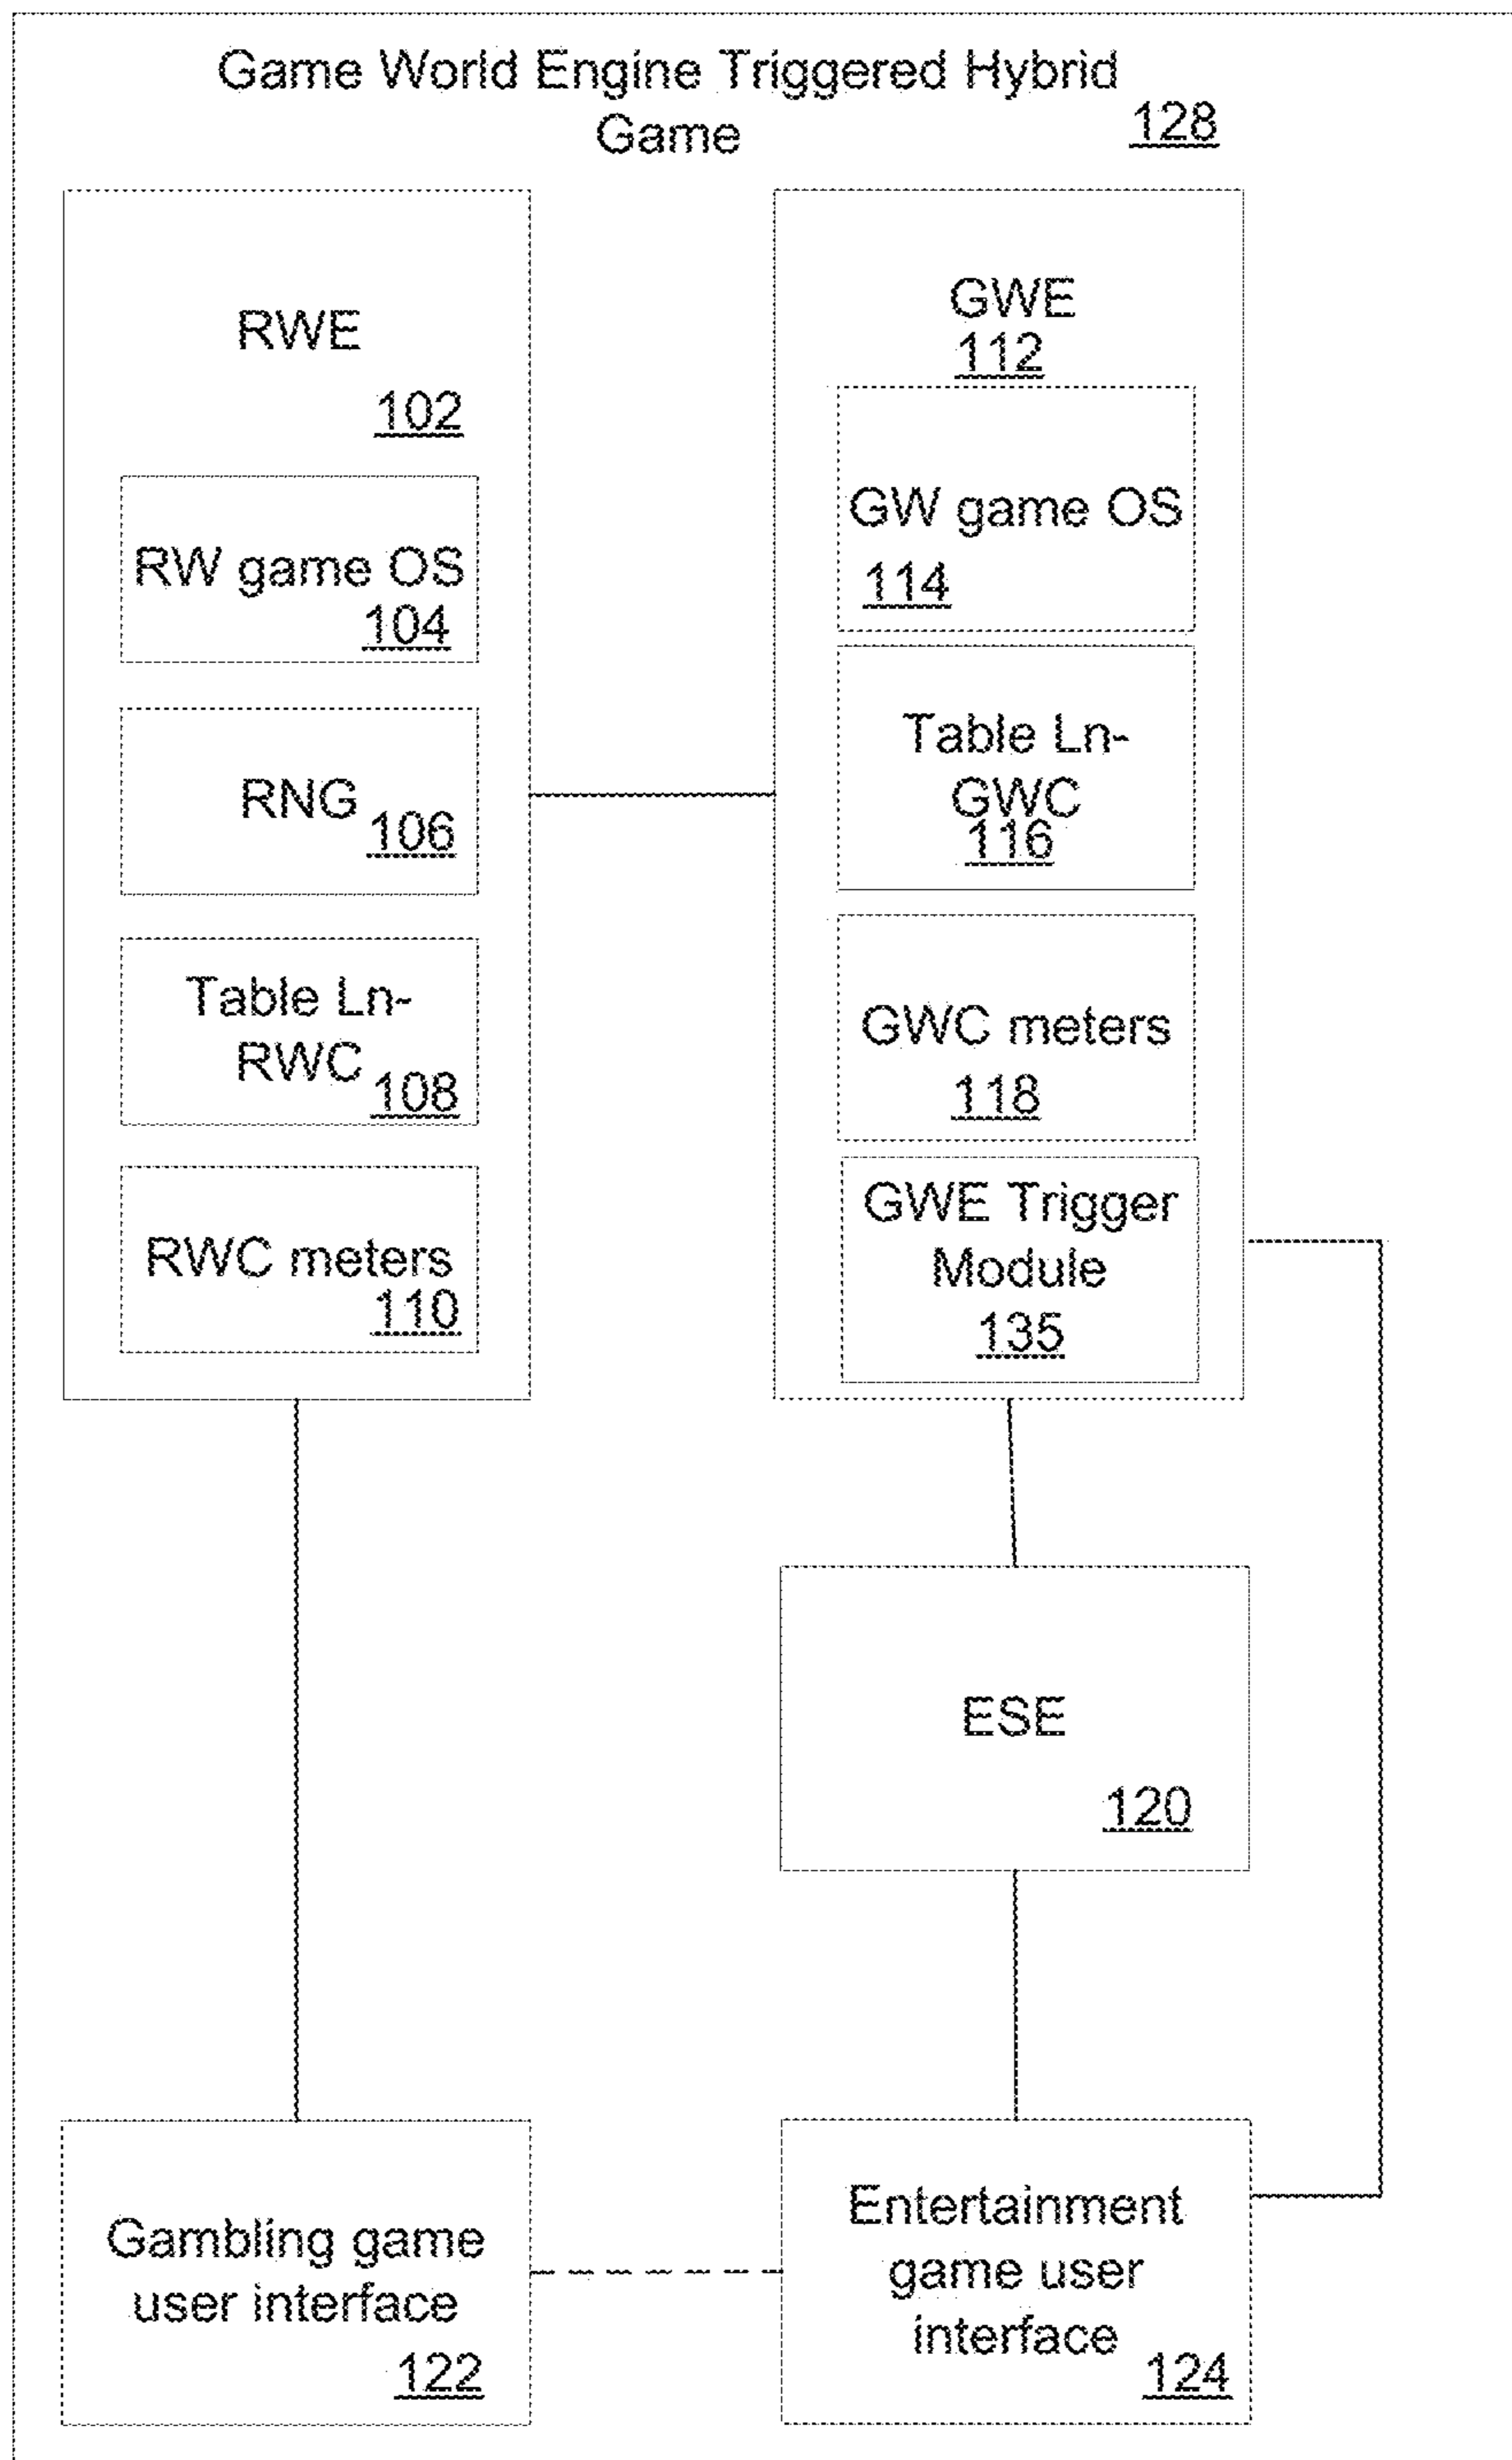 Game World Engine Triggered Hybrid
Game
128
RWE
102
RW game OS
104
RNG
106
Table Ln-
RWC
108
RWC meters
110
GWE
112
GW game OS
114
Table Ln-
GWC
116
GWC meters
118
GWE Trigger
Module
135
ESE
120
Gambling game
user interface
122
Entertainment
game user
interface
124